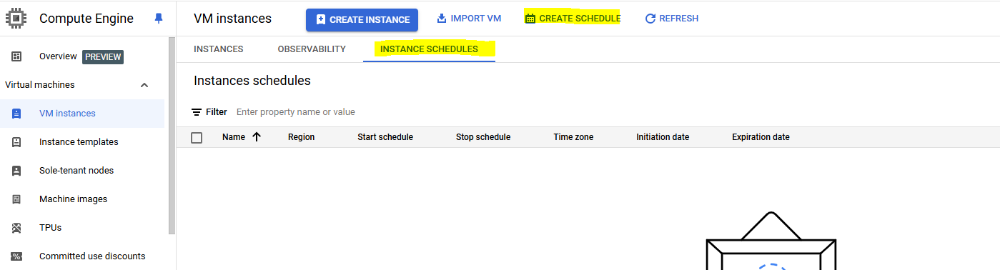 Compute Engine
VM instances
CREATE INSTANCE
IMPORT VM
CREATE SCHEDULE
REFRESH
Overview PREVIEW
Virtual machines
VM instances
Instance templates
Sole-tenant nodes
Machine images
TPUs
% Committed use discounts
INSTANCES OBSERVABILITY INSTANCE SCHEDULES
Instances schedules
Filter Enter property name or value
Name Region Start schedule Stop schedule Time zone Initiation date Expiration date